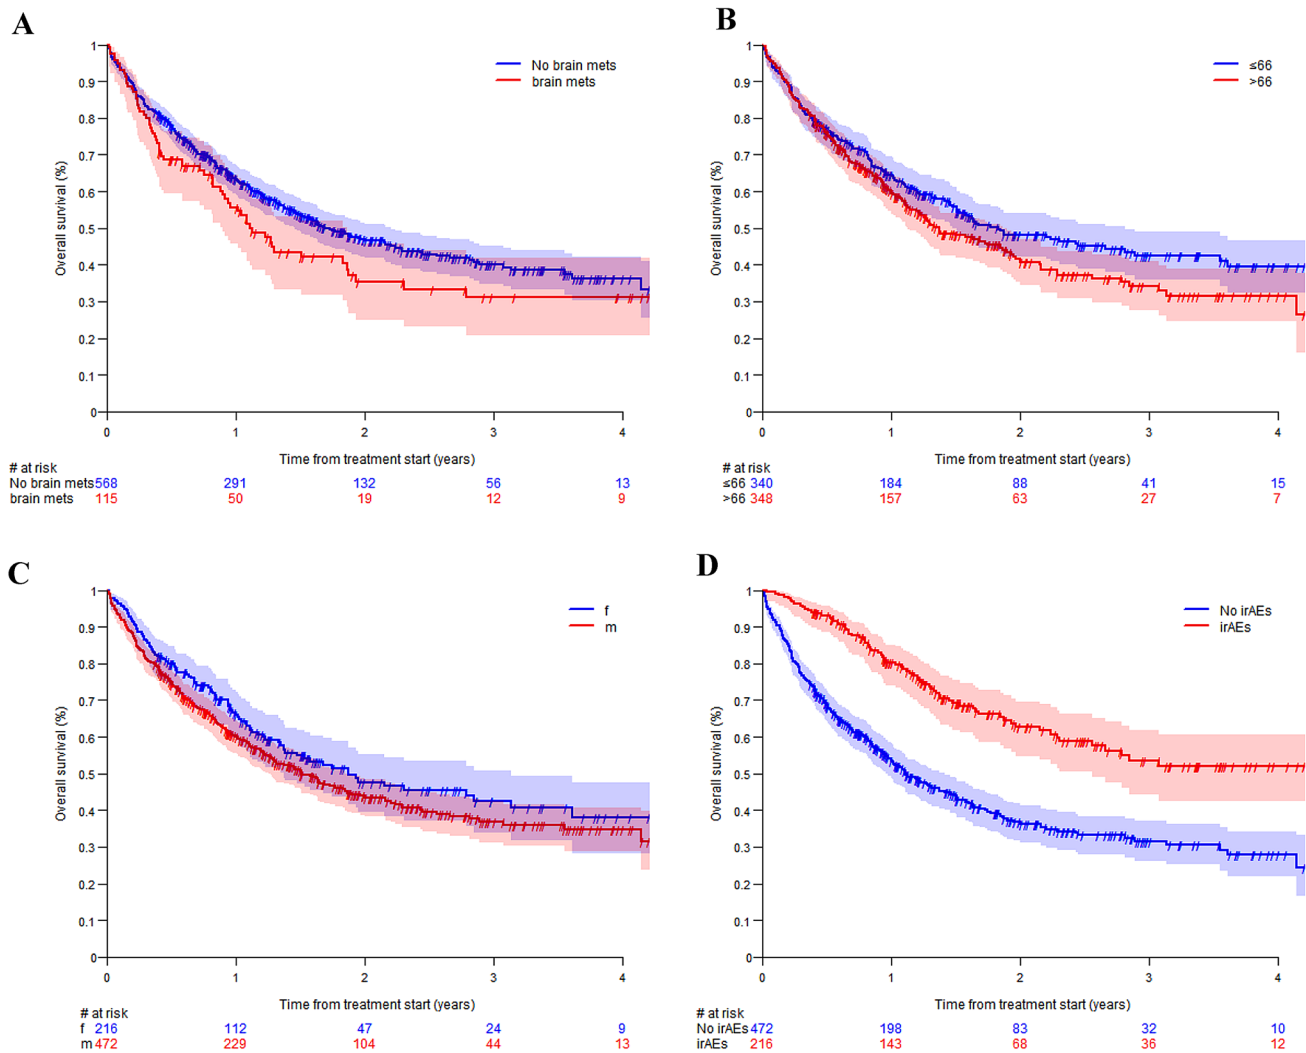 A
No brain mets
brain mets
Overall survival (%)
1
0.9
0.8
0.7
0.6
0.5
0.4
0.3
0.2
0.1
0
0 1 2 3 4
Time from treatment start (years)
# at risk
No brain mets 568 291 132 56 13
brain mets 115 50 19 12 9
B
≤66
>66
Overall survival (%)
1
0.9
0.8
0.7
0.6
0.5
0.4
0.3
0.2
0.1
0
0 1 2 3 4
Time from treatment start (years)
# at risk
≤66 340 184 88 41 15
>66 348 157 63 27 7
C
f
m
Overall survival (%)
1
0.9
0.8
0.7
0.6
0.5
0.4
0.3
0.2
0.1
0
0 1 2 3 4
Time from treatment start (years)
# at risk
f 216 112 47 24 9
m 472 229 104 44 13
D
No irAEs
irAEs
Overall survival (%)
1
0.9
0.8
0.7
0.6
0.5
0.4
0.3
0.2
0.1
0
0 1 2 3 4
Time from treatment start (years)
# at risk
No irAEs 472 198 83 32 10
irAEs 216 143 68 36 12